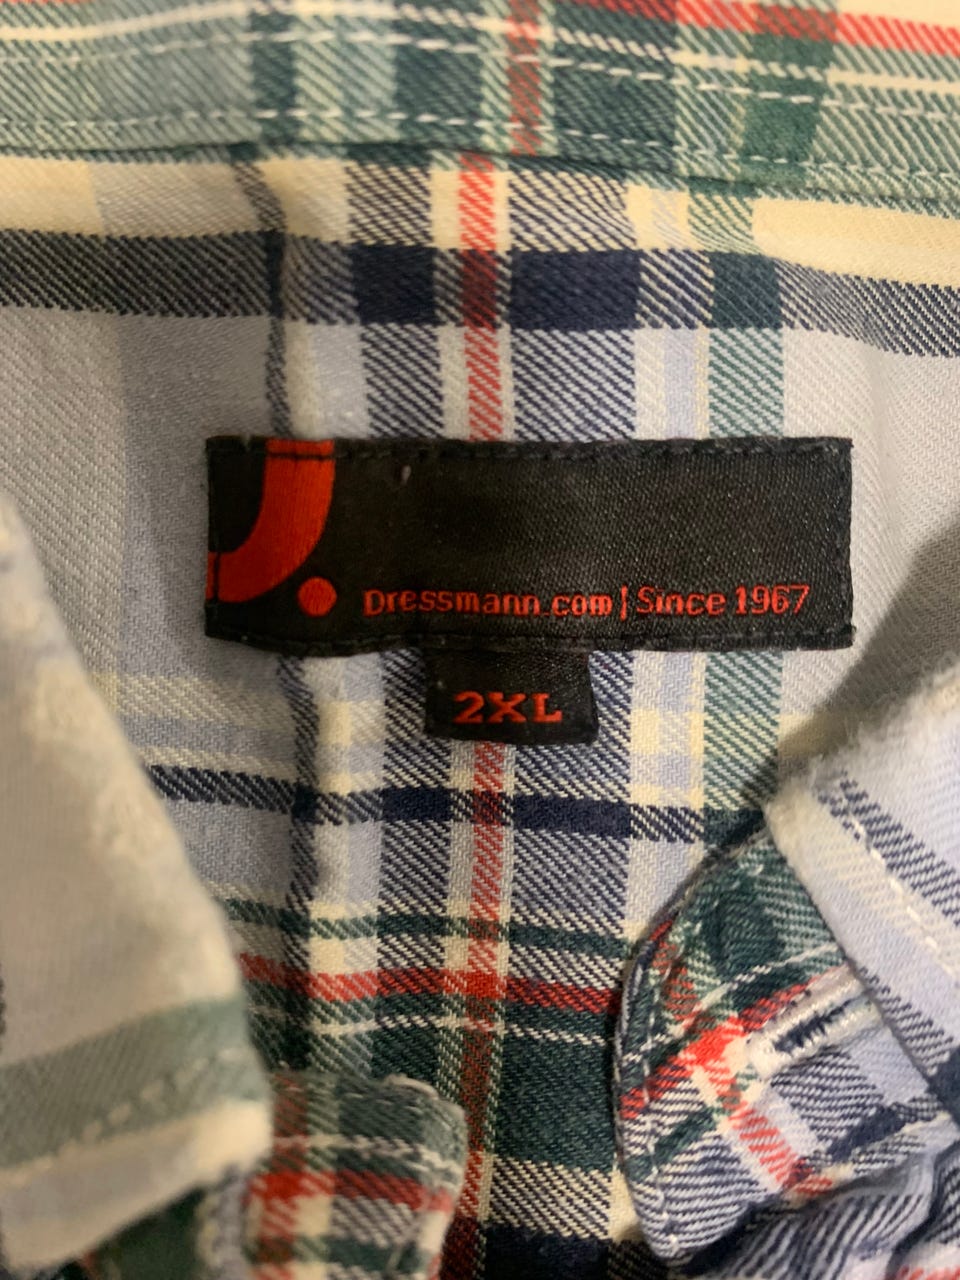 Dressmann.com | Since 1967
2XL